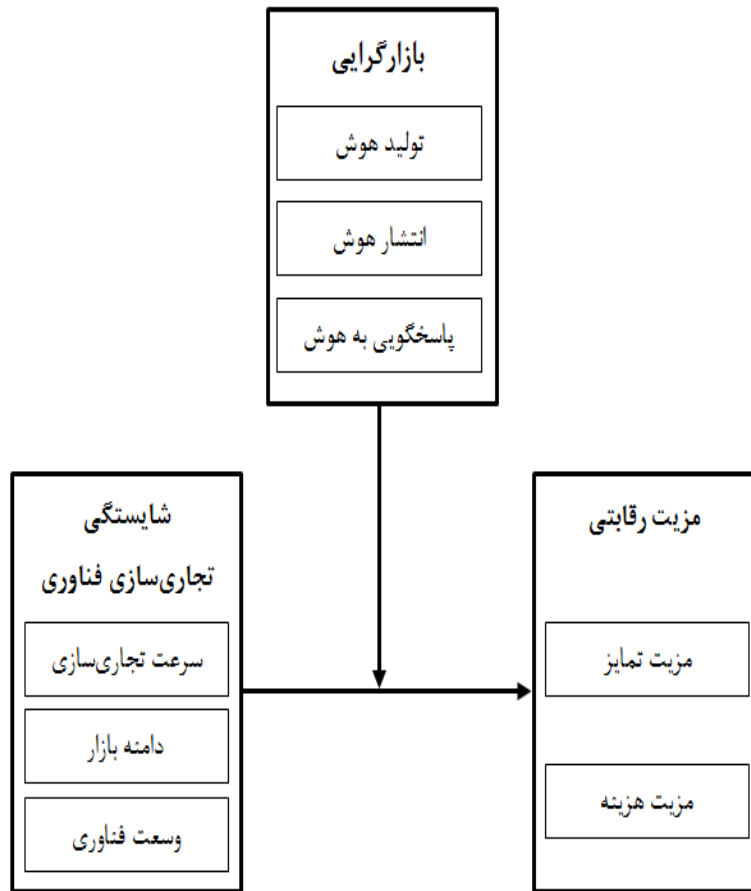 بازارگرایی
تولید هوش
انتشار هوش
پاسخگویی به هوش
شایستگی
تجاری‌سازی فناوری
سرعت تجاری‌سازی
دامنه بازار
وسعت فناوری
مزیت رقابتی
مزیت تمایز
مزیت هزینه